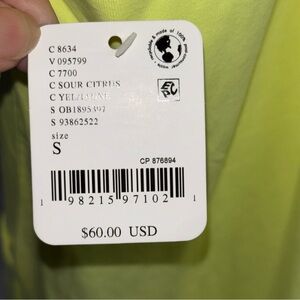 C 8634
V 095799
C 7700
C SOUR CITRUS
S 93862522
size
S
CP 876894
1 98215 97102 1
$60.00 USD